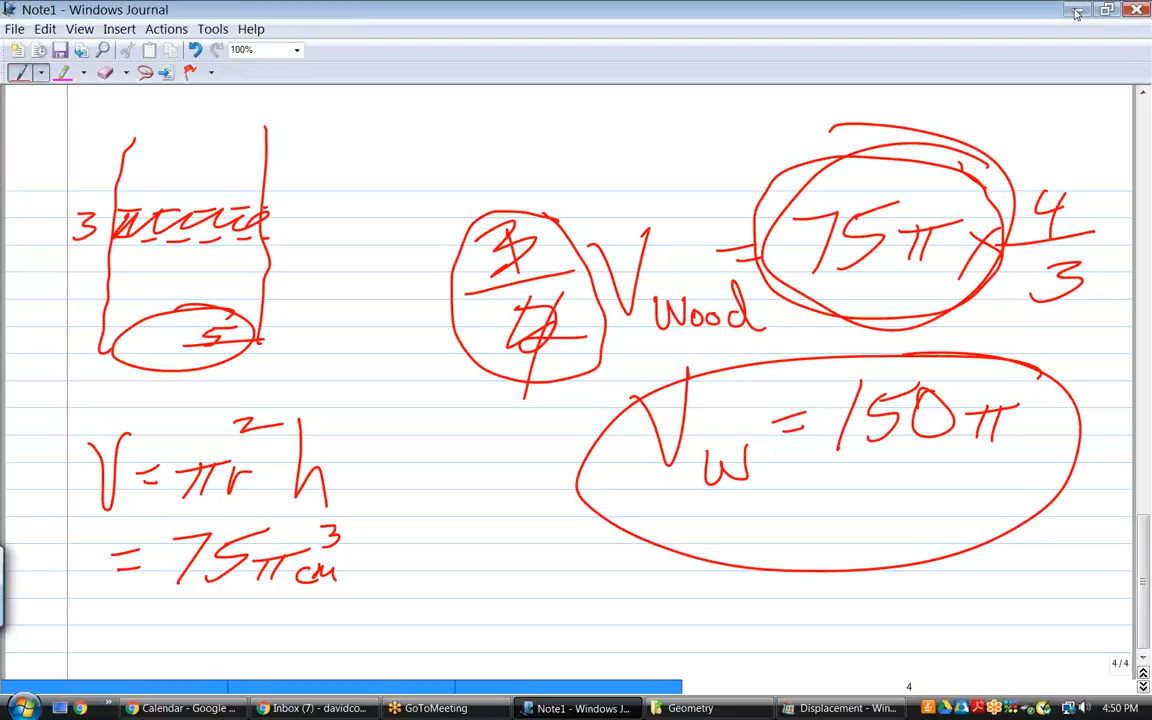 Note1 - Windows Journal
File Edit View Insert Actions Tools Help
100%
3
5
3/4 V Wood = 75π × 4/3
V W = 150π
V = πr² h
= 75π cm³
4/4
4
Calendar - Google ...
Inbox (7) - davidco...
GoToMeeting
Note1 - Windows J...
Geometry
Displacement - Win...
4:50 PM